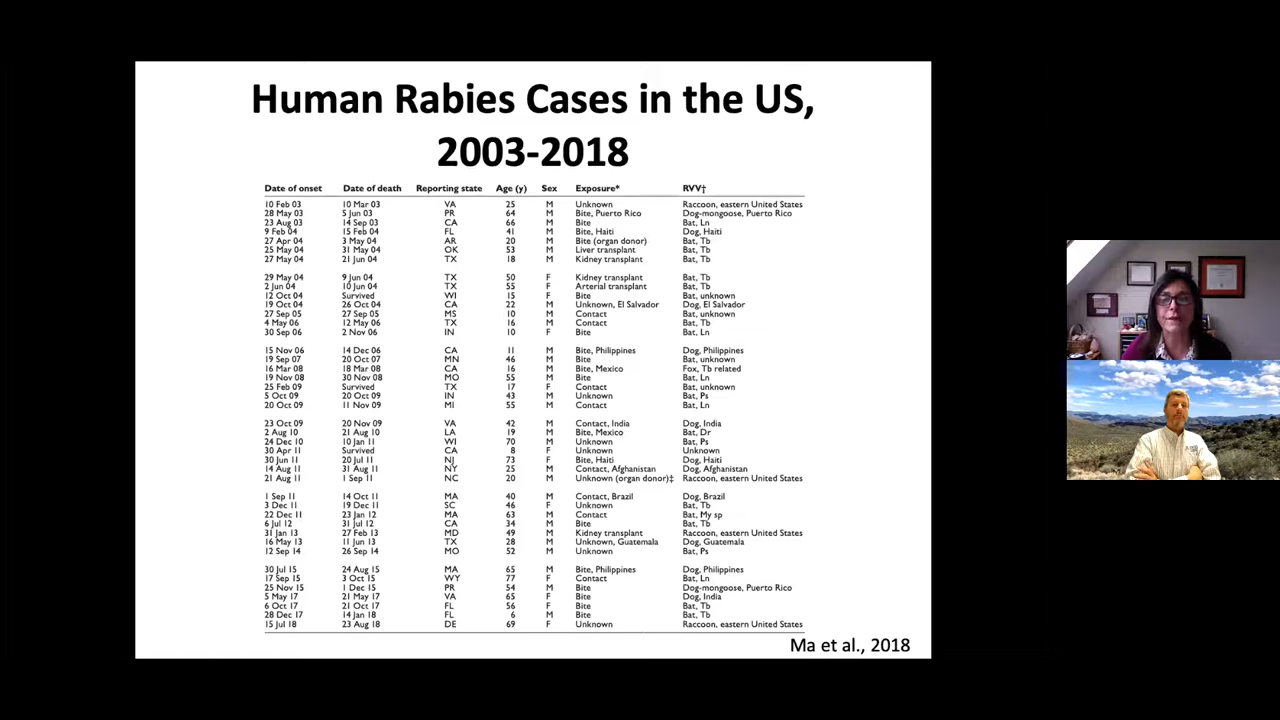 Human Rabies Cases in the US,
2003-2018
Date of onset Date of death Reporting state Age (y) Sex Exposure* RVV†
10 Feb 03 10 Mar 03 VA 25 M Unknown Raccoon, eastern United States
28 May 03 5 Jun 03 PR 64 M Bite, Puerto Rico Dog-mongoose, Puerto Rico
23 Aug 03 14 Sep 03 CA 66 M Bite Bat, Ln
9 Feb 04 15 Feb 04 FL 41 M Bite, Haiti Dog, Haiti
27 Apr 04 3 May 04 AR 20 M Bite (organ donor) Bat, Tb
25 May 04 31 May 04 OK 53 M Liver transplant Bat, Tb
27 May 04 21 Jun 04 TX 18 M Kidney transplant Bat, Tb
29 May 04 9 Jun 04 TX 50 F Kidney transplant Bat, Tb
2 Jun 04 10 Jun 04 TX 55 F Arterial transplant Bat, Tb
12 Oct 04 Survived WI 15 F Bite Bat, unknown
19 Oct 04 26 Oct 04 CA 22 M Unknown, El Salvador Dog, El Salvador
27 Sep 05 27 Sep 05 MS 10 M Contact Bat, unknown
4 May 06 12 May 06 TX 16 M Contact Bat, Tb
30 Sep 06 2 Nov 06 IN 10 F Bite Bat, Ln
15 Nov 06 14 Dec 06 CA 11 M Bite, Philippines Dog, Philippines
19 Sep 07 20 Oct 07 MN 46 M Bite Bat, unknown
16 Mar 08 18 Mar 08 CA 16 M Bite, Mexico Fox, Tb related
19 Nov 08 30 Nov 08 MO 55 M Bite Bat, Ln
25 Feb 09 Survived TX 17 F Contact Bat, unknown
5 Oct 09 20 Oct 09 IN 43 M Unknown Bat, Ps
20 Oct 09 11 Nov 09 MI 55 M Contact Bat, Ln
23 Oct 09 20 Nov 09 VA 42 M Contact, India Dog, India
2 Aug 10 21 Aug 10 LA 19 M Bite, Mexico Bat, Dr
24 Dec 10 10 Jan 11 WI 70 M Unknown Bat, Ps
30 Apr 11 Survived CA 8 F Unknown Unknown
30 Jun 11 20 Jul 11 NJ 73 F Bite, Haiti Dog, Haiti
14 Aug 11 31 Aug 11 NY 25 M Contact, Afghanistan Dog, Afghanistan
21 Aug 11 1 Sep 11 NC 20 M Unknown (organ donor)‡ Raccoon, eastern United States
1 Sep 11 14 Oct 11 MA 40 M Contact, Brazil Dog, Brazil
3 Dec 11 19 Dec 11 SC 46 F Unknown Bat, Tb
22 Dec 11 23 Jan 12 MA 63 M Contact Bat, My sp
6 Jul 12 31 Jul 12 CA 34 M Bite Bat, Tb
31 Jan 13 27 Feb 13 MD 49 M Kidney transplant Raccoon, eastern United States
16 May 13 11 Jun 13 TX 28 M Unknown, Guatemala Dog, Guatemala
12 Sep 14 26 Sep 14 MO 52 M Unknown Bat, Ps
30 Jul 15 24 Aug 15 MA 65 M Bite, Philippines Dog, Philippines
17 Sep 15 3 Oct 15 WY 77 F Contact Bat, Ln
25 Nov 15 1 Dec 15 PR 54 M Bite Dog-mongoose, Puerto Rico
5 May 17 21 May 17 VA 65 F Bite Dog, India
6 Oct 17 21 Oct 17 FL 56 F Bite Bat, Tb
28 Dec 17 14 Jan 18 FL 6 M Bite Bat, Tb
15 Jul 18 23 Aug 18 DE 69 F Unknown Raccoon, eastern United States
Ma et al., 2018